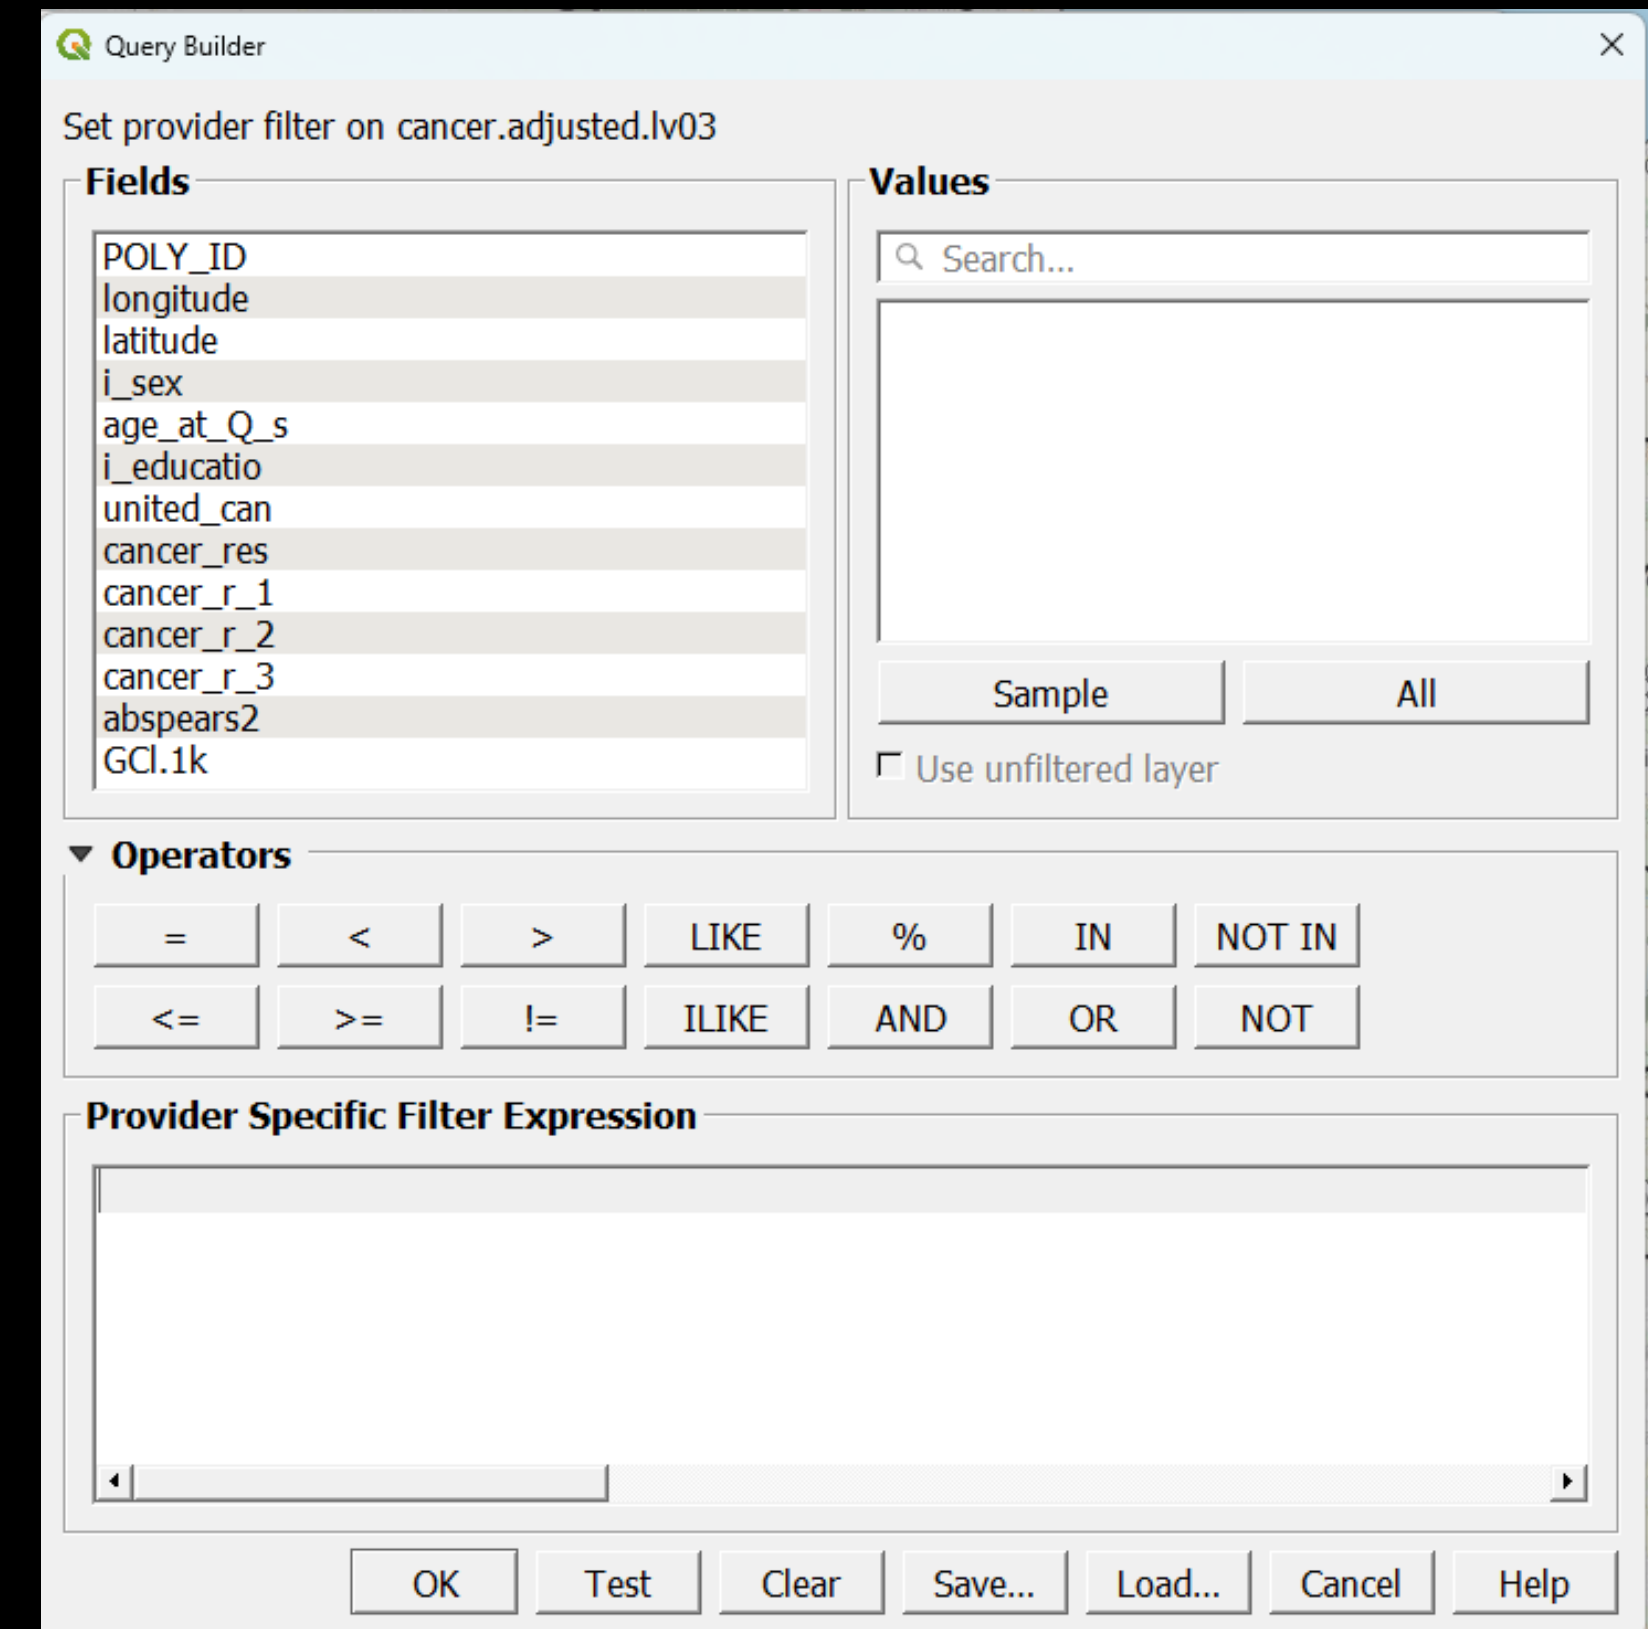 Query Builder
Set provider filter on cancer.adjusted.lv03
Fields
POLY_ID
longitude
latitude
i_sex
age_at_Q_s
i_educatio
united_can
cancer_res
cancer_r_1
cancer_r_2
cancer_r_3
abspears2
GCl.1k
Values
Search...
Sample All
Use unfiltered layer
Operators
= < > LIKE % IN NOT IN
<= >= != ILIKE AND OR NOT
Provider Specific Filter Expression
OK Test Clear Save... Load... Cancel Help